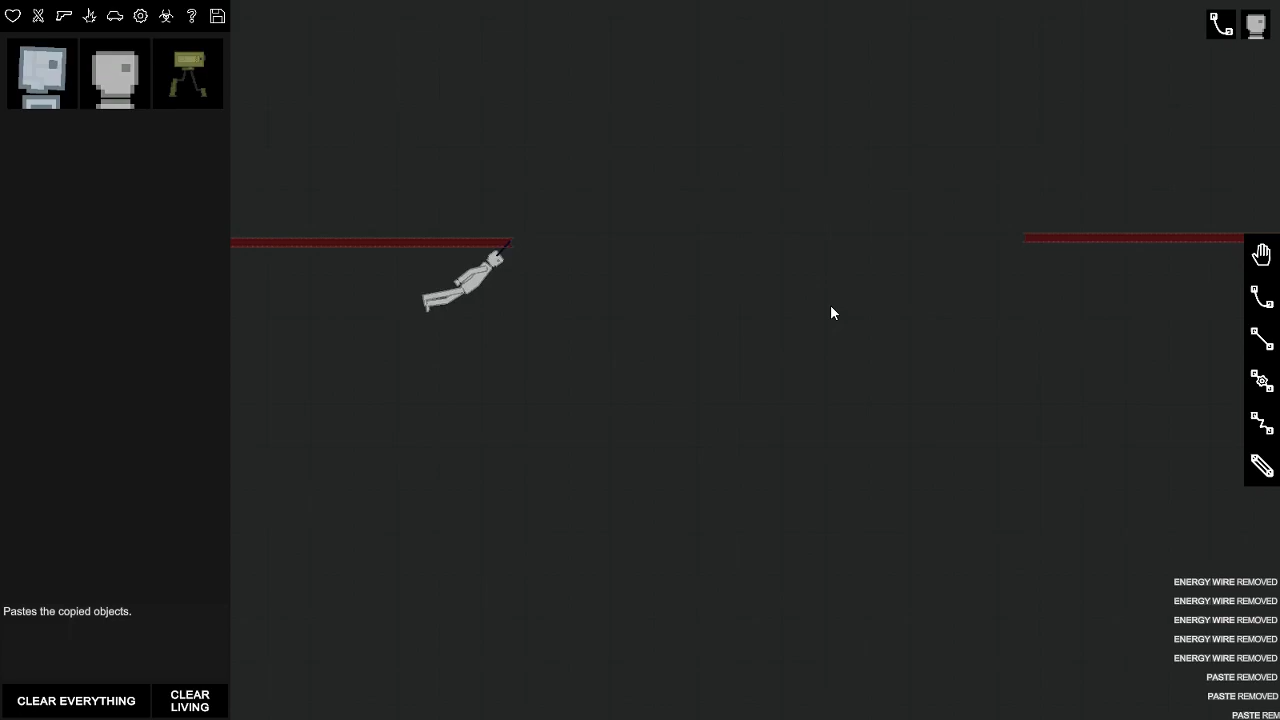 ENERGY WIRE REMOVED
ENERGY WIRE REMOVED
ENERGY WIRE REMOVED
ENERGY WIRE REMOVED
ENERGY WIRE REMOVED
PASTE REMOVED
PASTE REMOVED
PASTE REM
Pastes the copied objects.
CLEAR EVERYTHING
CLEAR
LIVING